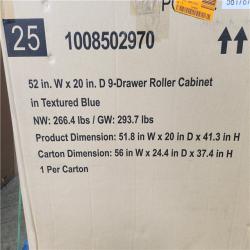 25 1008502970
52 in. W x 20 in. D 9-Drawer Roller Cabinet
in Textured Blue
NW: 266.4 lbs / GW: 293.7 lbs
Product Dimension: 51.8 in W x 20 in D x 41.3 in H
Carton Dimension: 56 in W x 24.4 in D x 37.4 in H
1 Per Carton